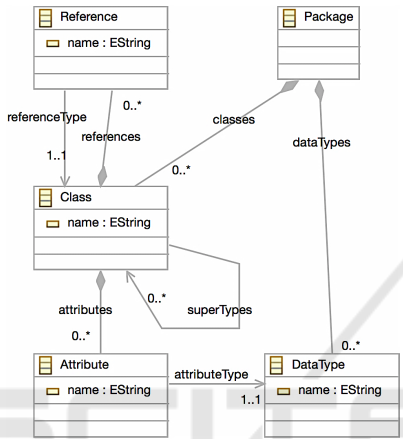 Reference
Package
name : EString
0..*
referenceType
references
classes
dataTypes
1..1
0..*
Class
name : EString
0..*
attributes
superTypes
0..*
0..*
Attribute
attributeType
DataType
name : EString
1..1
name : EString
SCITE